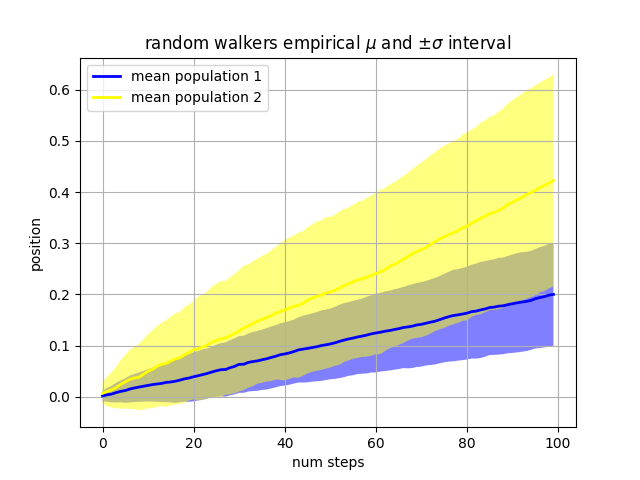 random walkers empirical μ and ±σ interval
mean population 1
mean population 2
0.6
0.5
0.4
0.3
0.2
0.1
0.0
position
0 20 40 60 80 100
num steps